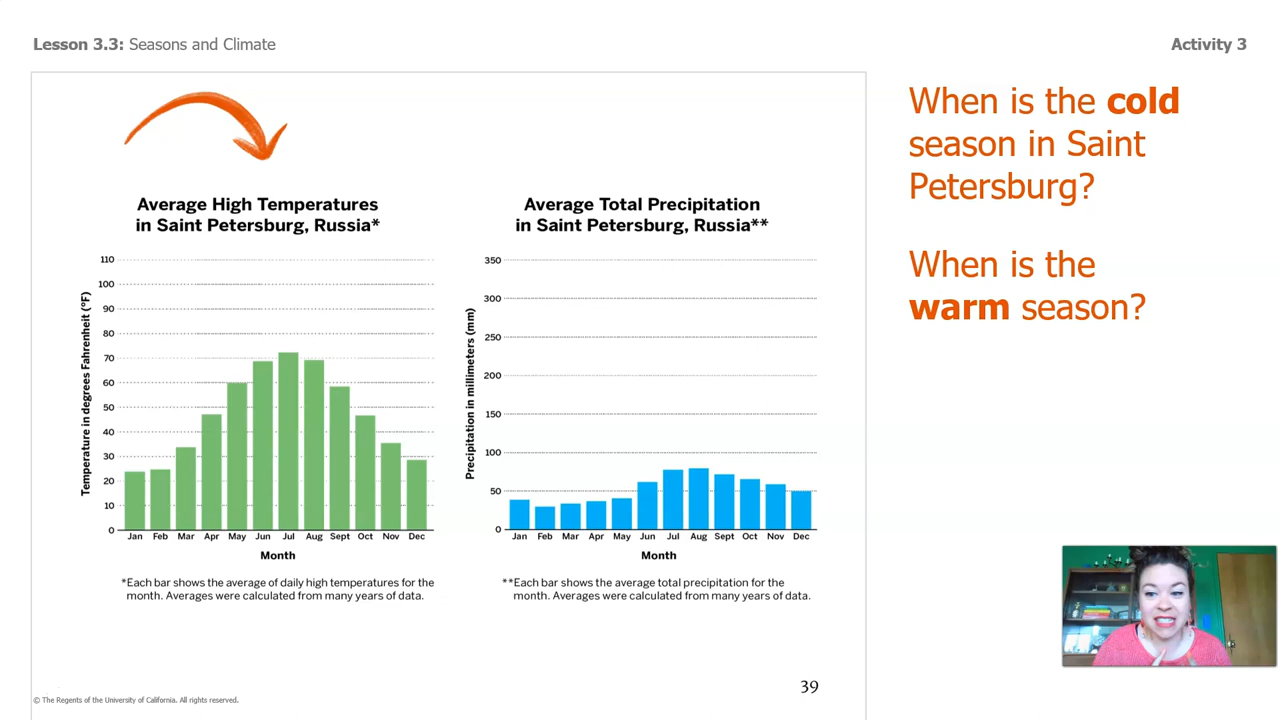 Lesson 3.3: Seasons and Climate
Activity 3
When is the cold
season in Saint
Petersburg?
When is the
warm season?
Average High Temperatures
in Saint Petersburg, Russia*
Temperature in degrees Fahrenheit (°F)
110
100
90
80
70
60
50
40
30
20
10
0
Jan Feb Mar Apr May Jun Jul Aug Sept Oct Nov Dec
Month
*Each bar shows the average of daily high temperatures for the
month. Averages were calculated from many years of data.
Average Total Precipitation
in Saint Petersburg, Russia**
Precipitation in millimeters (mm)
350
300
250
200
150
100
50
0
Jan Feb Mar Apr May Jun Jul Aug Sept Oct Nov Dec
Month
**Each bar shows the average total precipitation for the
month. Averages were calculated from many years of data.
39
© The Regents of the University of California. All rights reserved.